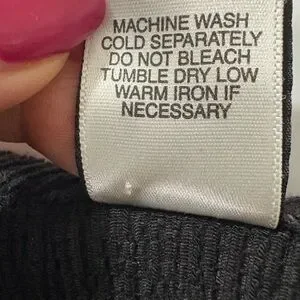 MACHINE WASH
COLD SEPARATELY
DO NOT BLEACH
TUMBLE DRY LOW
WARM IRON IF
NECESSARY